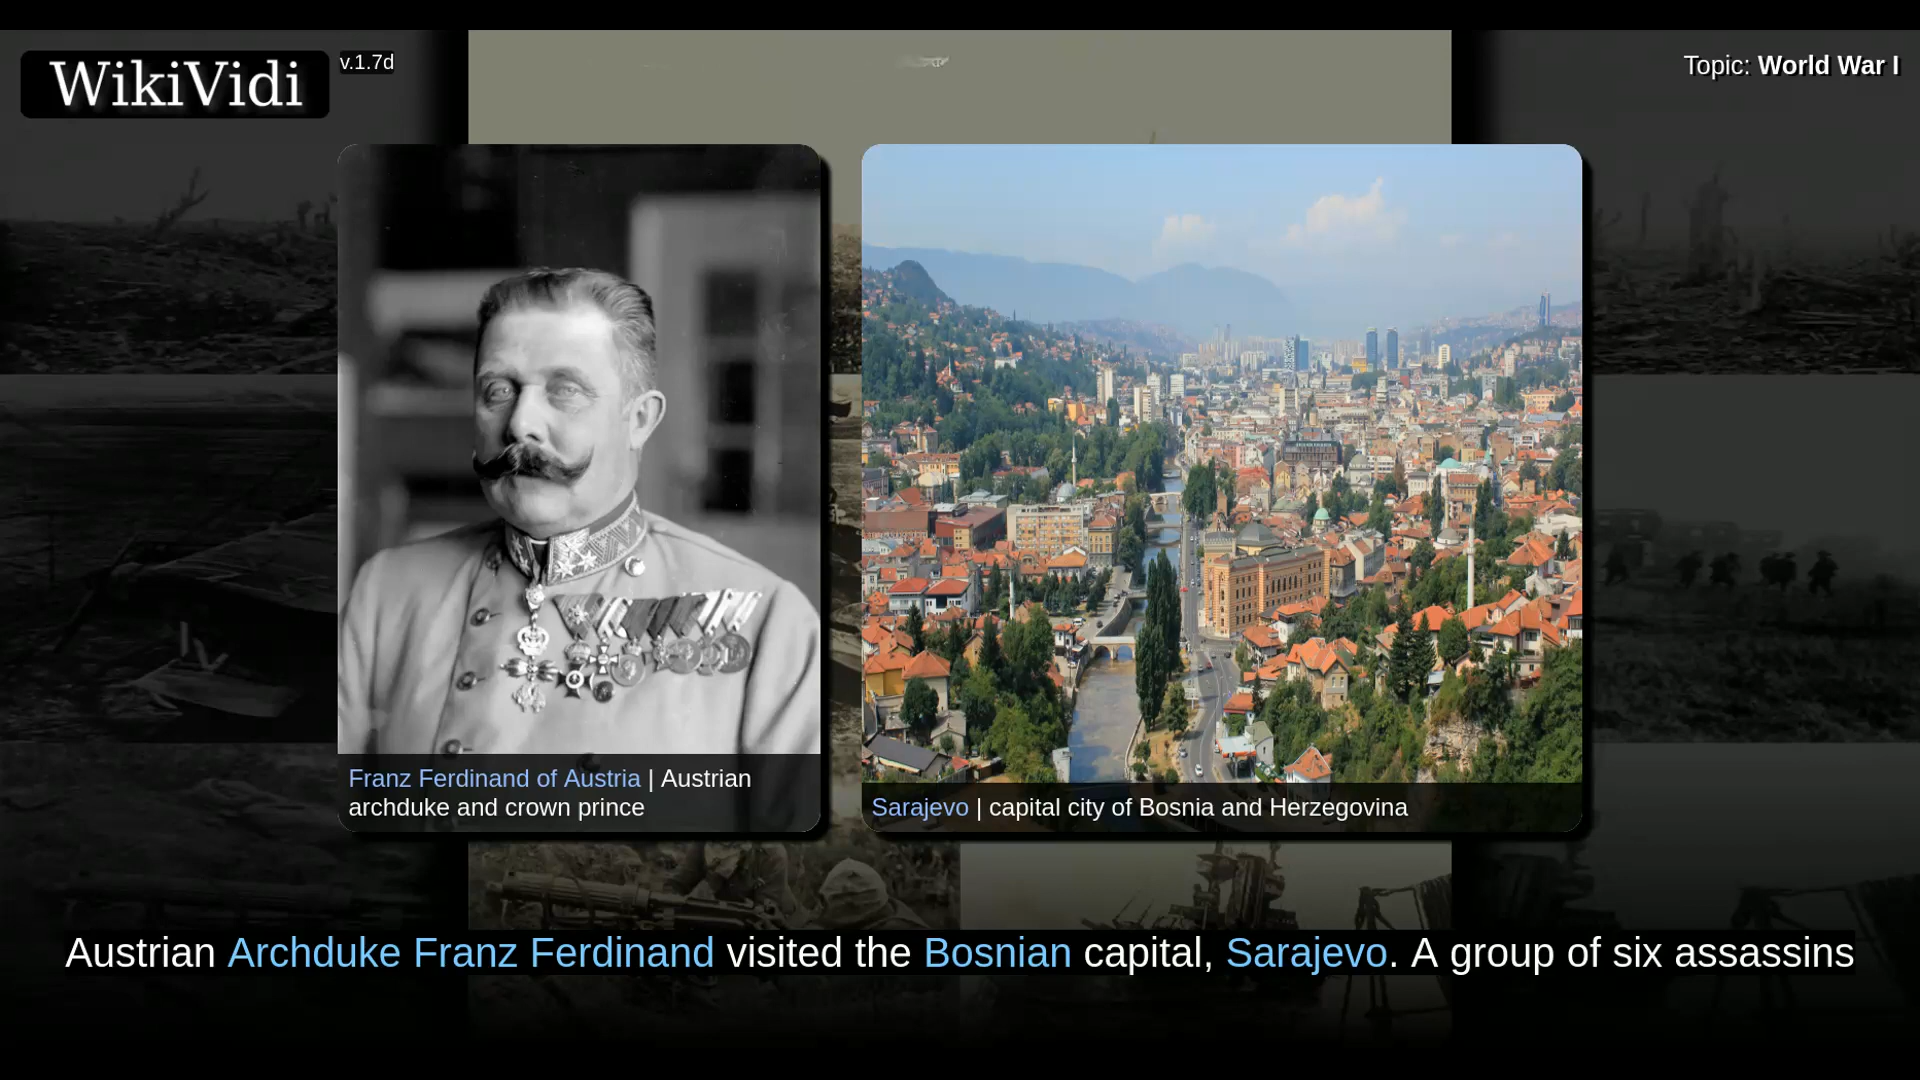 WikiVidi
v.1.7d
Topic: World War I
Franz Ferdinand of Austria | Austrian
archduke and crown prince
Sarajevo | capital city of Bosnia and Herzegovina
Austrian Archduke Franz Ferdinand visited the Bosnian capital, Sarajevo. A group of six assassins